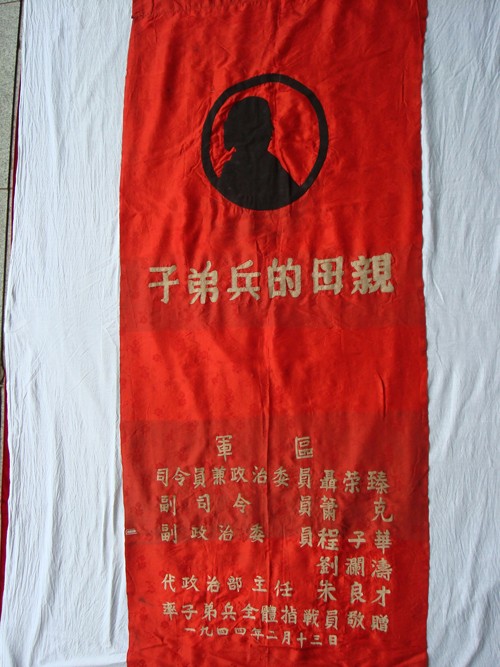 子弟兵的母親
軍區
司令員兼政治委員聶荣臻
副司令員蕭克
副政治委員程子華
劉瀾濤
代政治部主任朱良才
率子弟兵全體指戰員敬贈
一九四四年二月十三日